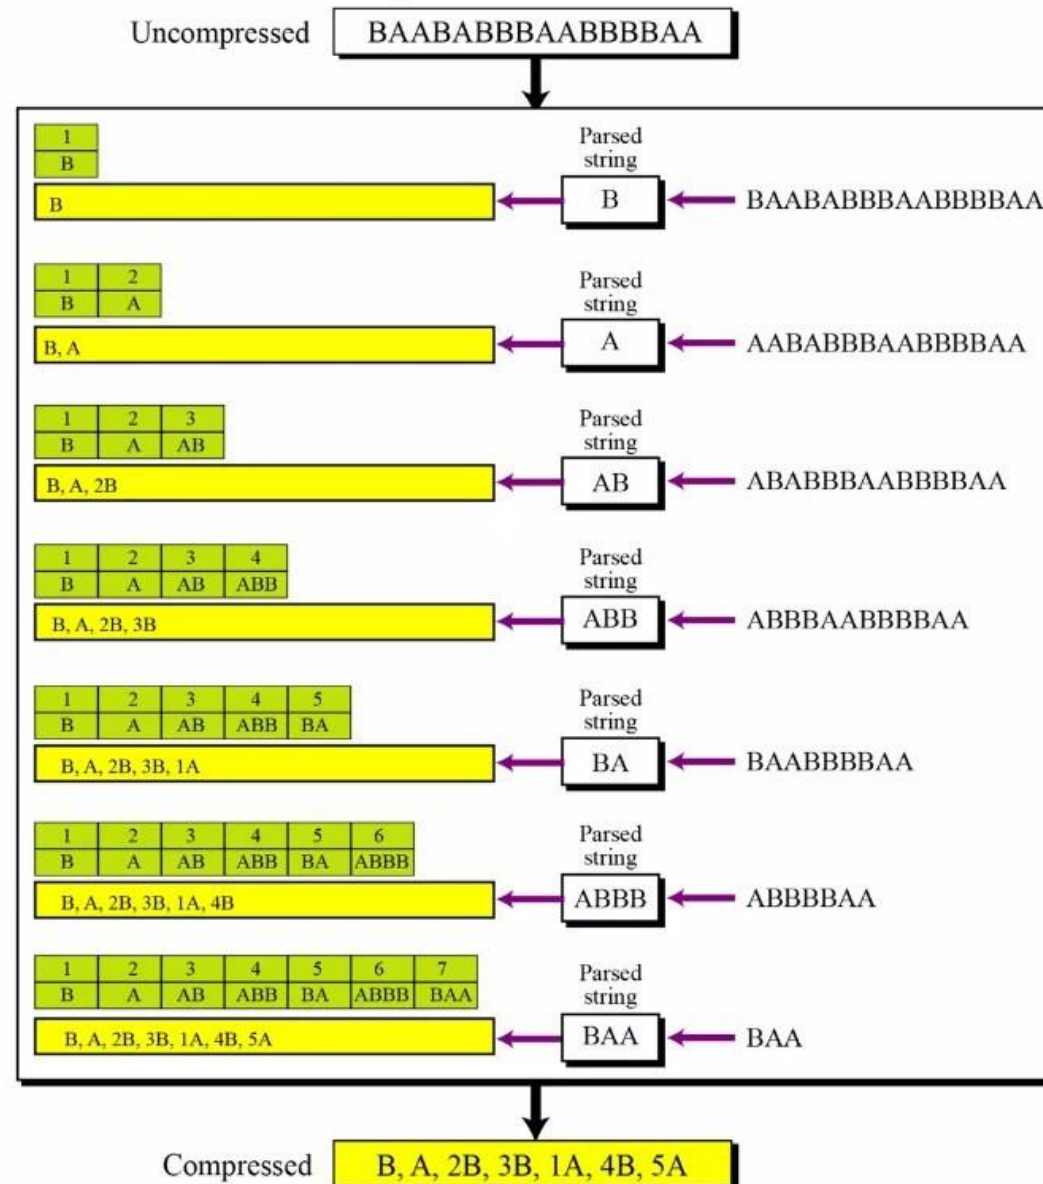 Uncompressed BAABABBBAABBBBAA
1
Parsed
string
B
B
B
BAABABBBAABBBBAA
1 2
Parsed
string
B A
B, A
A
AABABBBAABBBBAA
1 2 3
Parsed
string
B A AB
B, A, 2B
AB
ABABBBAABBBBAA
1 2 3 4
Parsed
string
B A AB ABB
B, A, 2B, 3B
ABB
ABBBAABBBBAA
1 2 3 4 5
Parsed
string
B A AB ABB BA
B, A, 2B, 3B, 1A
BA
BAABBBBAA
1 2 3 4 5 6
Parsed
string
B A AB ABB BA ABBB
B, A, 2B, 3B, 1A, 4B
ABBB
ABBBBAA
1 2 3 4 5 6 7
Parsed
string
B A AB ABB BA ABBB BAA
B, A, 2B, 3B, 1A, 4B, 5A
BAA
BAA
Compressed B, A, 2B, 3B, 1A, 4B, 5A